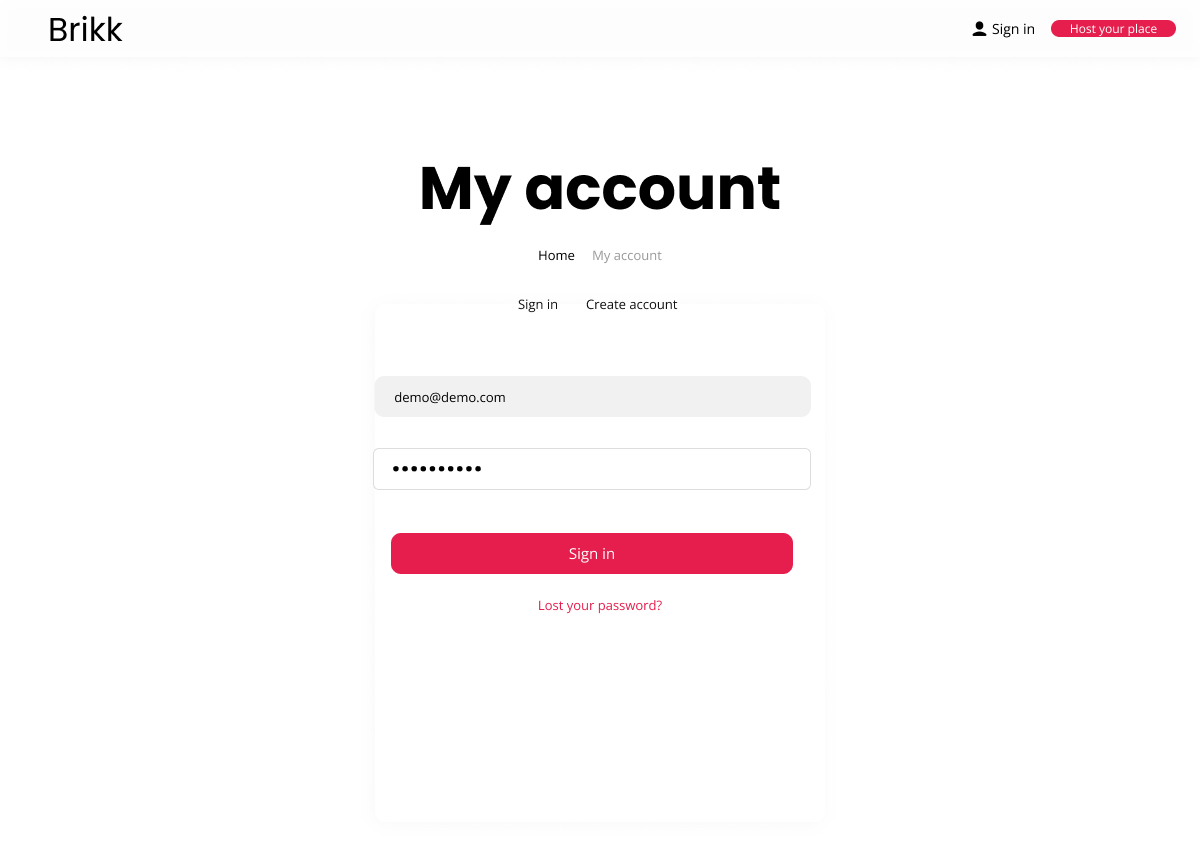 Brikk
Sign in
Host your place
My account
Home
My account
Sign in
Create account
demo@demo.com
••••••••••
Sign in
Lost your password?